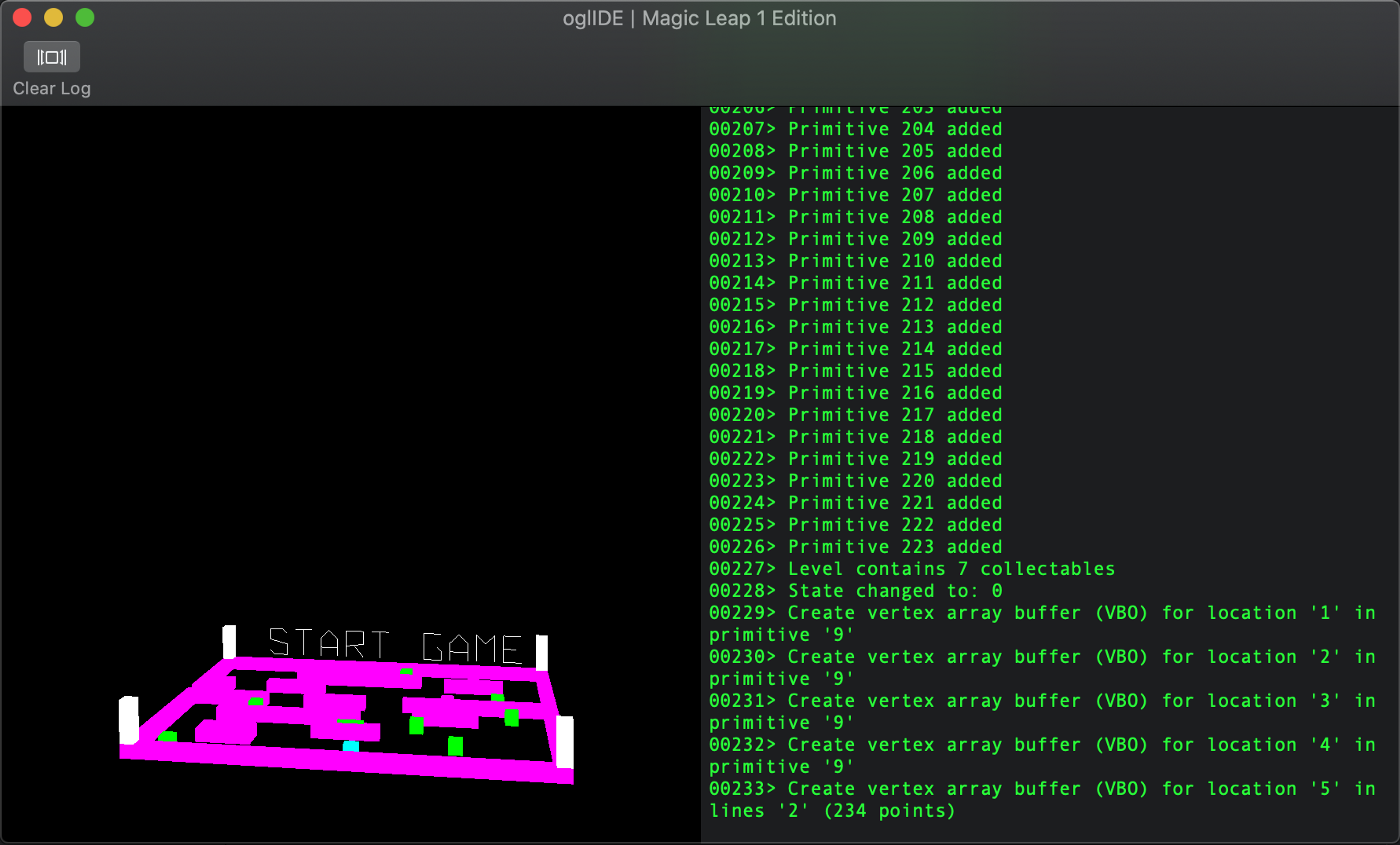 oglIDE | Magic Leap 1 Edition
Clear Log
00206> Primitive 203 added
00207> Primitive 204 added
00208> Primitive 205 added
00209> Primitive 206 added
00210> Primitive 207 added
00211> Primitive 208 added
00212> Primitive 209 added
00213> Primitive 210 added
00214> Primitive 211 added
00215> Primitive 212 added
00216> Primitive 213 added
00217> Primitive 214 added
00218> Primitive 215 added
00219> Primitive 216 added
00220> Primitive 217 added
00221> Primitive 218 added
00222> Primitive 219 added
00223> Primitive 220 added
00224> Primitive 221 added
00225> Primitive 222 added
00226> Primitive 223 added
00227> Level contains 7 collectables
00228> State changed to: 0
00229> Create vertex array buffer (VBO) for location '1' in
primitive '9'
00230> Create vertex array buffer (VBO) for location '2' in
primitive '9'
00231> Create vertex array buffer (VBO) for location '3' in
primitive '9'
00232> Create vertex array buffer (VBO) for location '4' in
primitive '9'
00233> Create vertex array buffer (VBO) for location '5' in
lines '2' (234 points)
START GAME